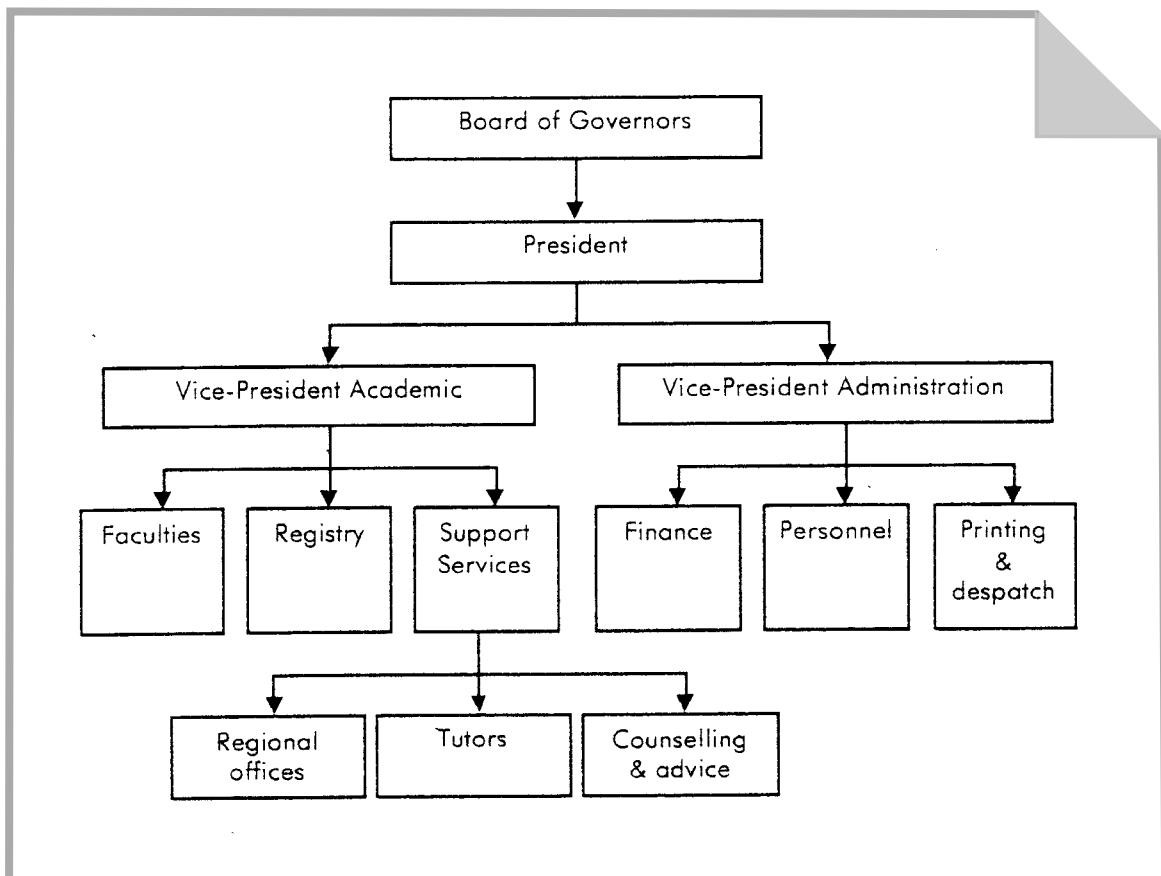 Board of Governors
President
Vice-President Academic
Vice-President Administration
Faculties
Registry
Support
Services
Finance
Personnel
Printing
&
despatch
Regional
offices
Tutors
Counselling
& advice